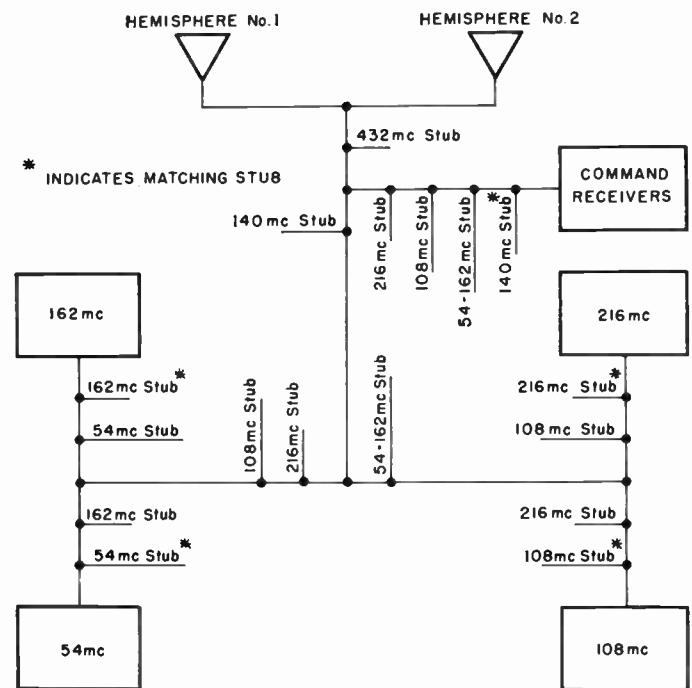 HEMISPHERE No.1
HEMISPHERE No.2
432mc Stub
* INDICATES MATCHING STUB
COMMAND
RECEIVERS
140mc Stub
216mc Stub
108mc Stub
54-162mc Stub
*
140mc Stub
162mc
216mc
162mc Stub*
216mc Stub*
54mc Stub
108mc Stub
108mc Stub
216mc Stub
54-162mc Stub
162mc Stub
216mc Stub
54mc Stub*
108mc Stub*
54mc
108mc